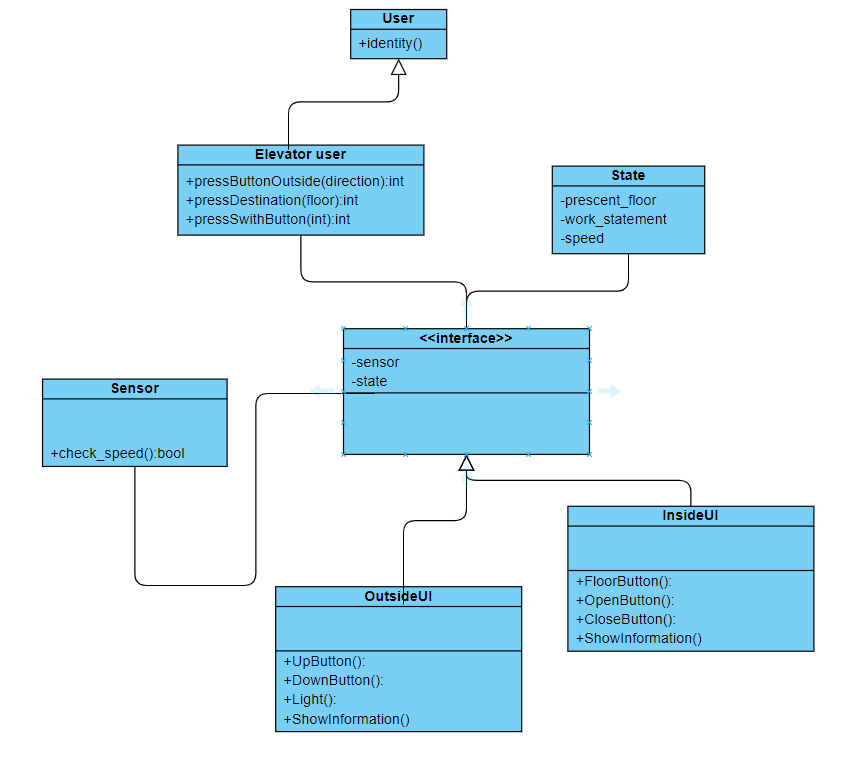 User
+identity()
Elevator user
+pressButtonOutside(direction):int
+pressDestination(floor):int
+pressSwithButton(int):int
State
-prescent_floor
-work_statement
-speed
<<interface>>
-sensor
-state
Sensor
+check_speed():bool
InsideUI
+FloorButton():
+OpenButton():
+CloseButton():
+ShowInformation()
OutsideUI
+UpButton():
+DownButton():
+Light():
+ShowInformation()